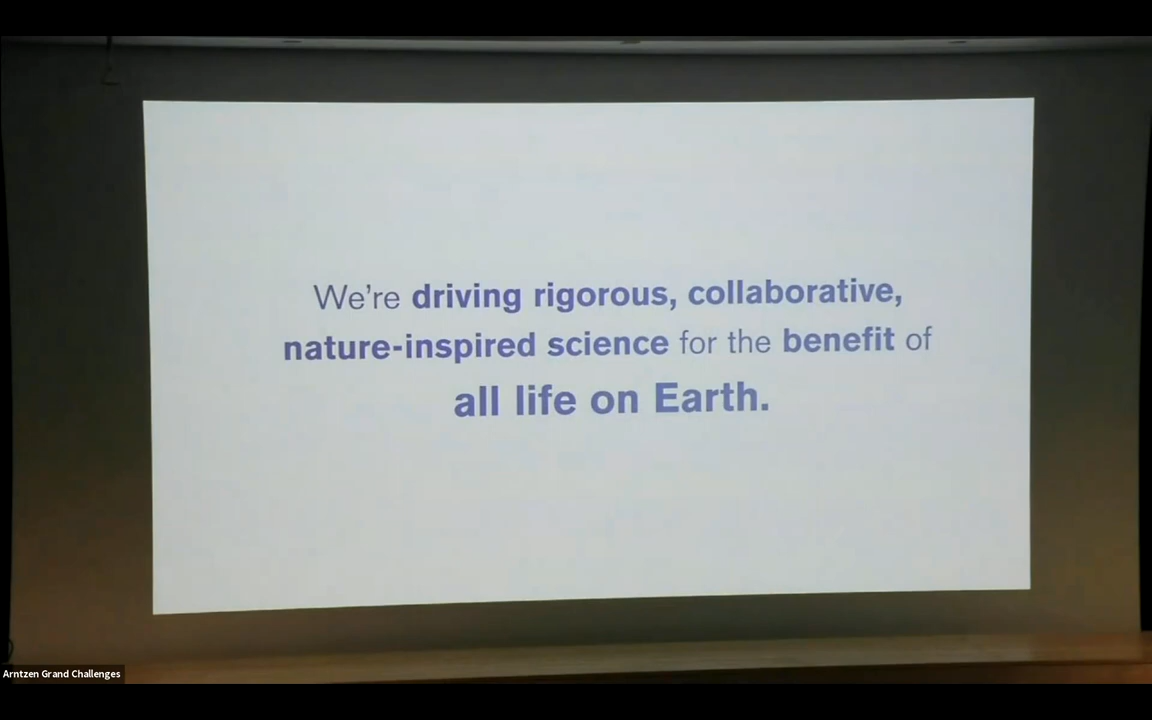 We're driving rigorous, collaborative,
nature-inspired science for the benefit of
all life on Earth.
Arntzen Grand Challenges